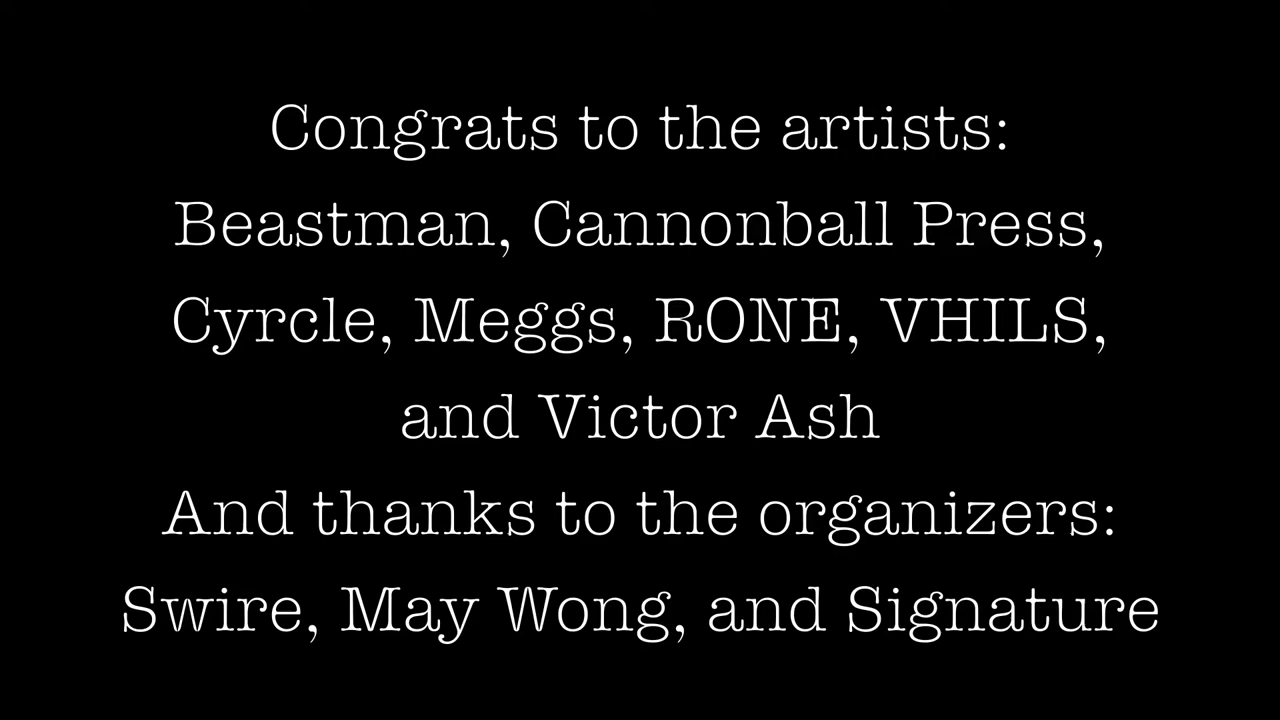 Congrats to the artists:
Beastman, Cannonball Press,
Cyrcle, Meggs, RONE, VHILS,
and Victor Ash
And thanks to the organizers:
Swire, May Wong, and Signature